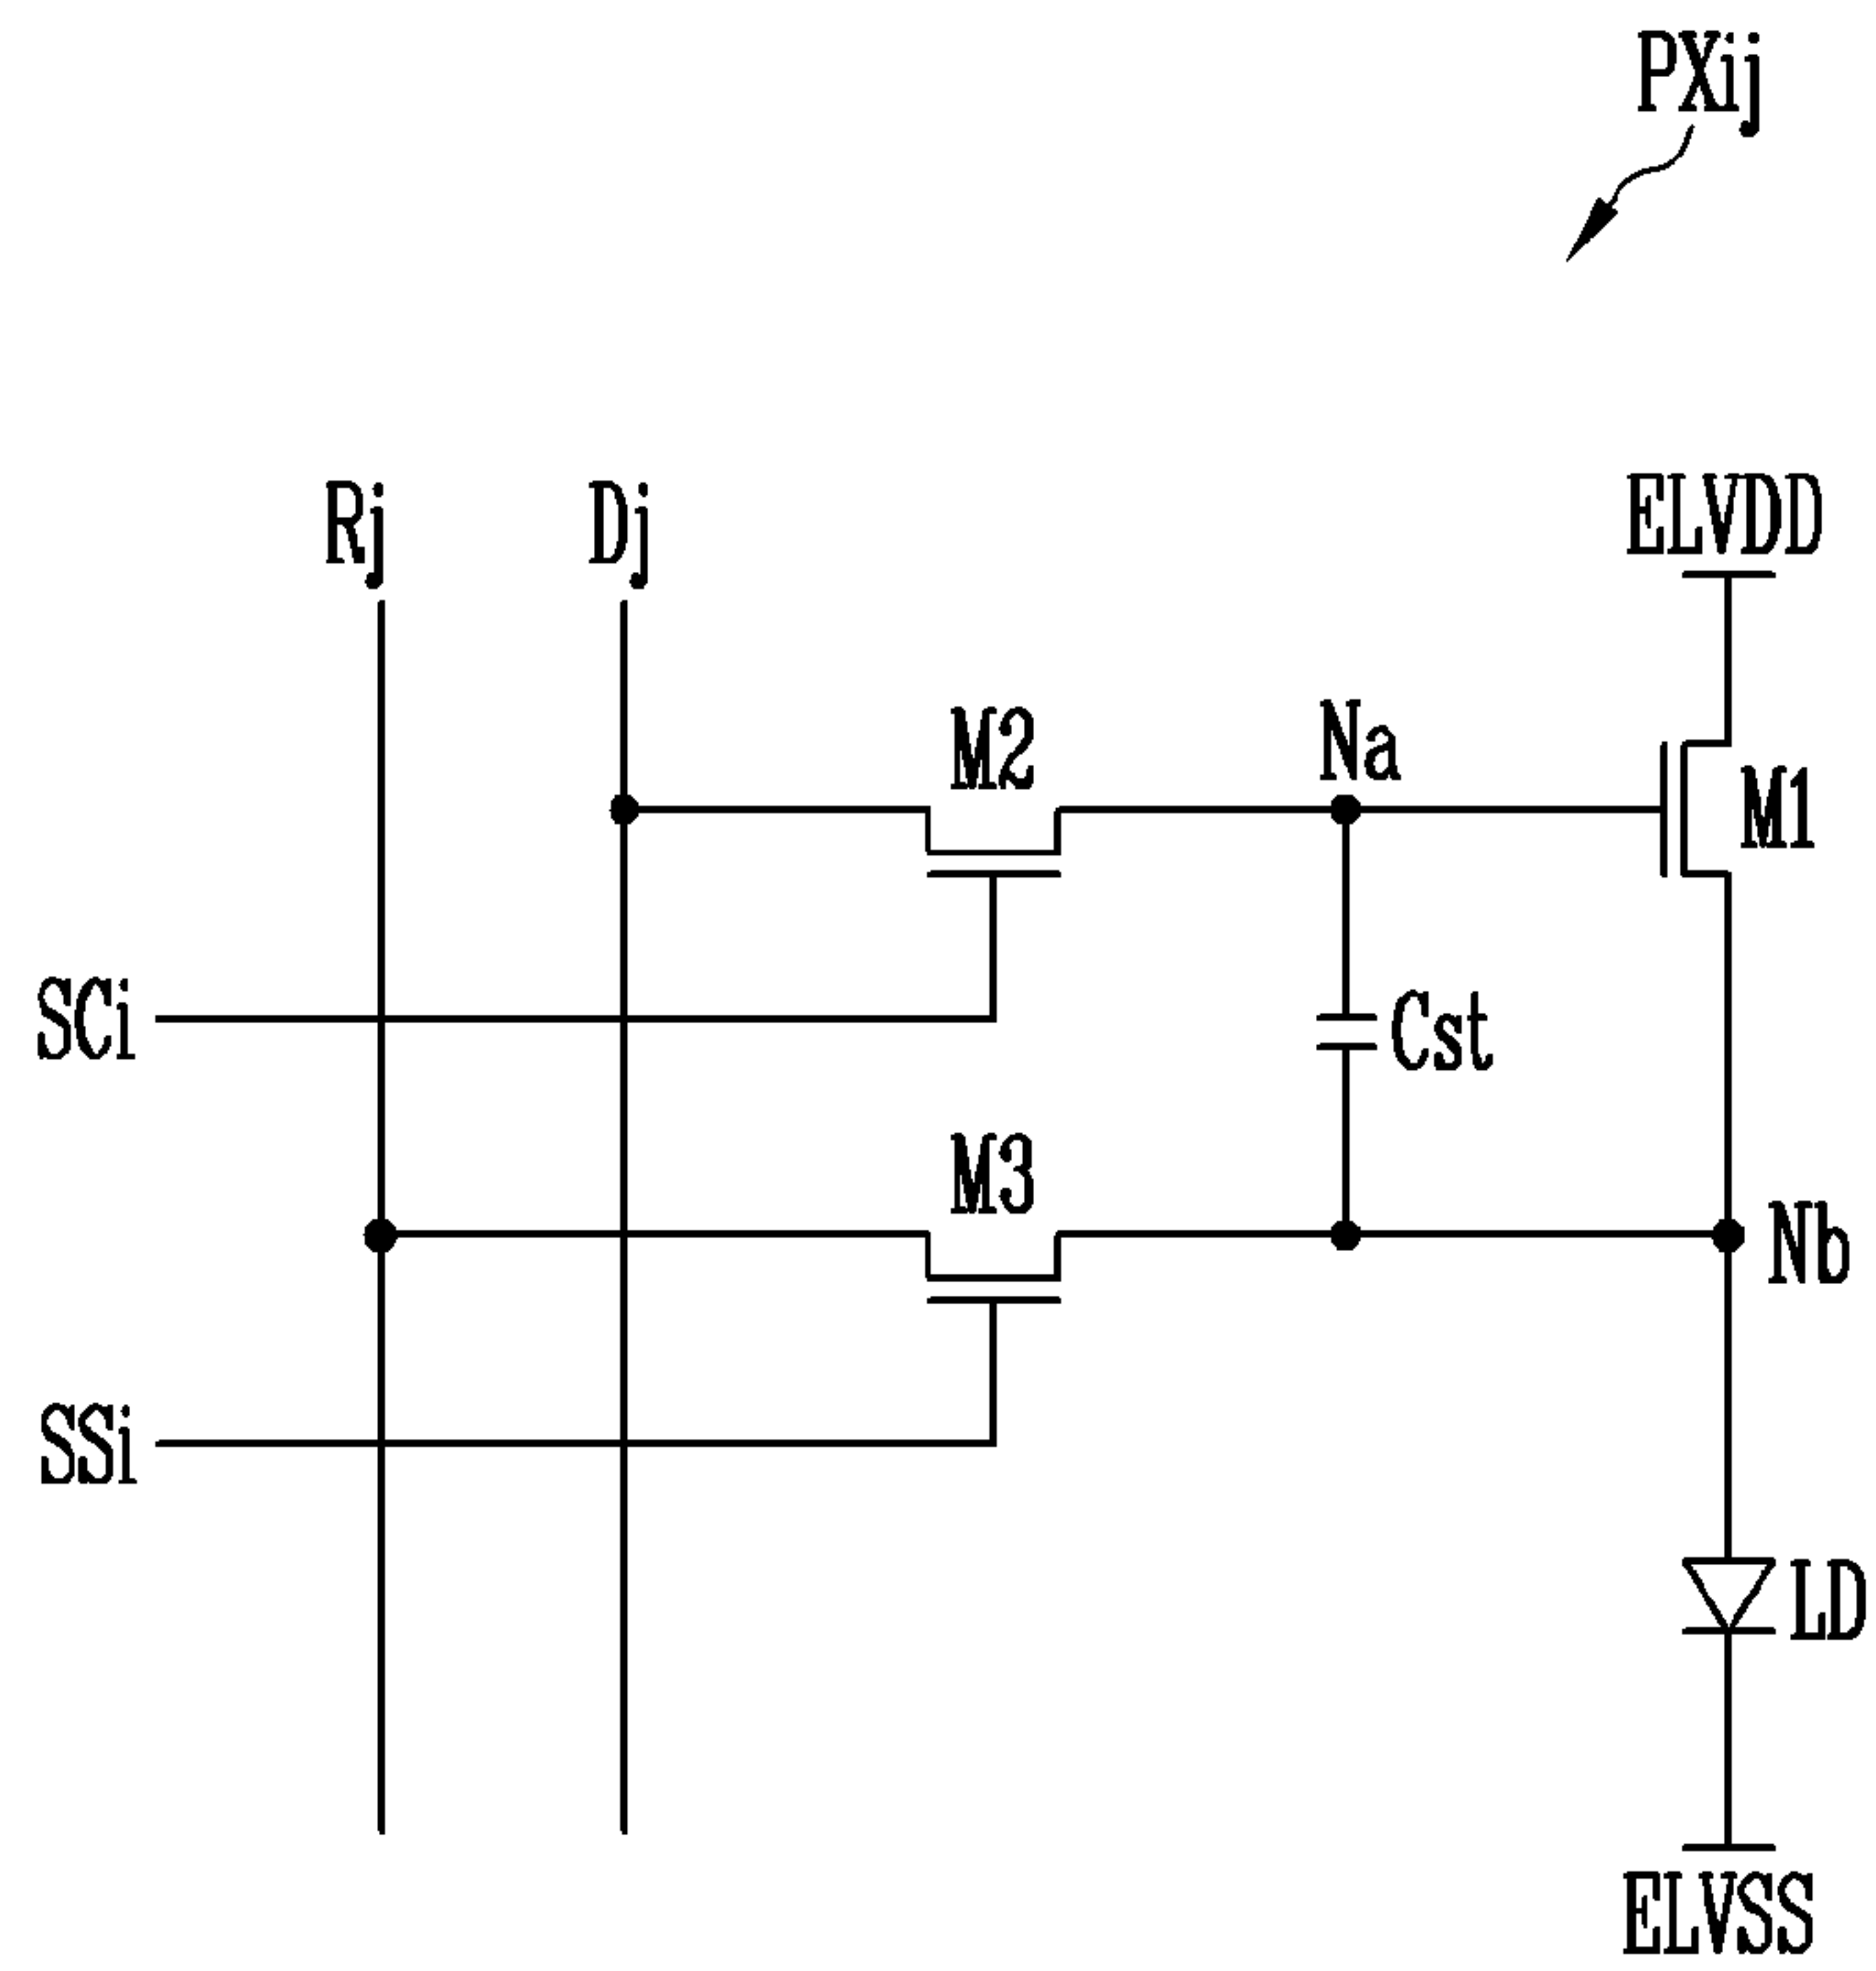 PXij
Rj
Dj
ELVDD
M2
Na
M1
SCi
Cst
M3
Nb
SSi
LD
ELVSS